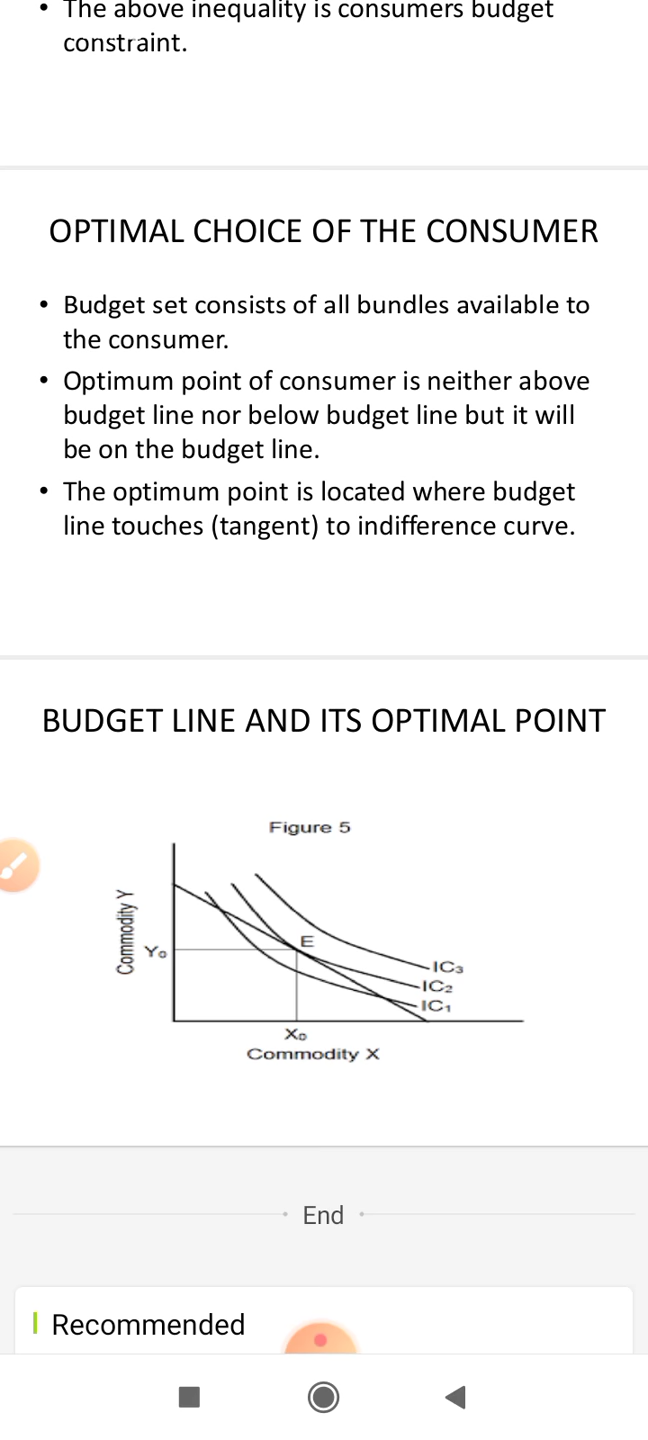 • The above inequality is consumers budget
constraint.
OPTIMAL CHOICE OF THE CONSUMER
• Budget set consists of all bundles available to
the consumer.
• Optimum point of consumer is neither above
budget line nor below budget line but it will
be on the budget line.
• The optimum point is located where budget
line touches (tangent) to indifference curve.
BUDGET LINE AND ITS OPTIMAL POINT
Figure 5
Commodity Y
Y₀
E
IC₃
IC₂
IC₁
X₀
Commodity X
End
Recommended